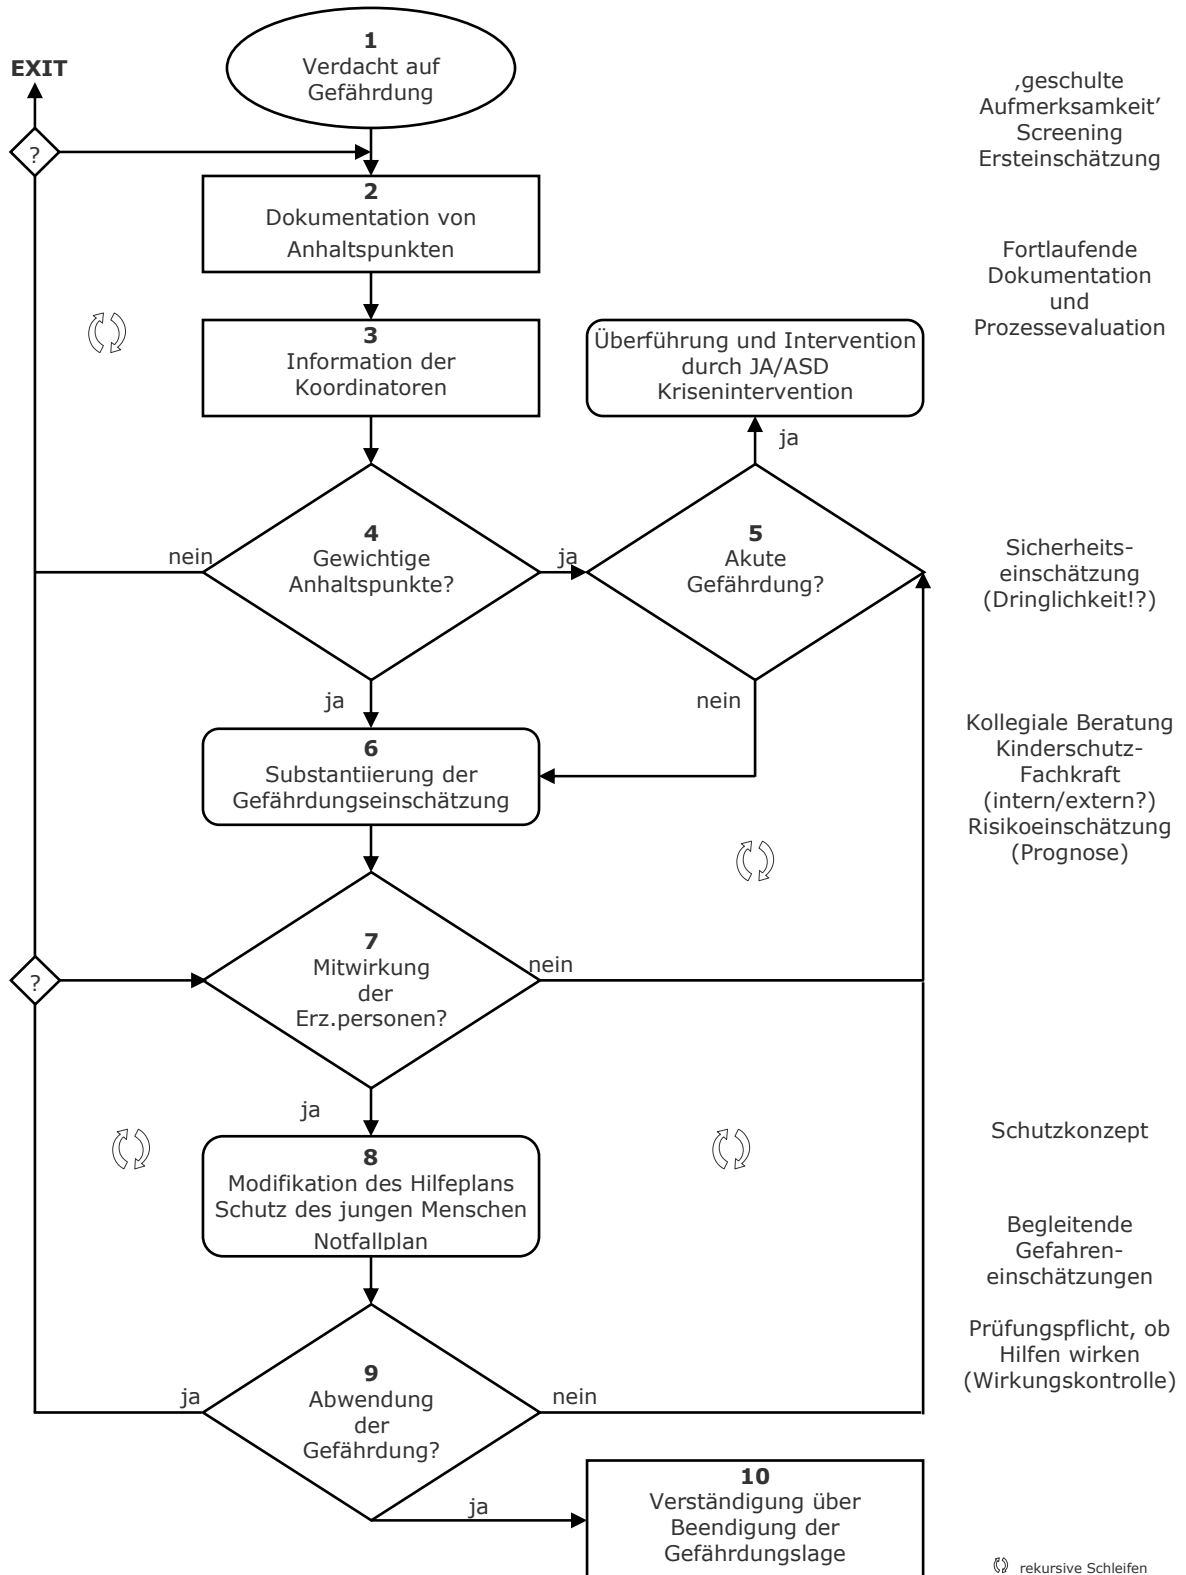 1
Verdacht auf
Gefährdung
EXIT
?
‚geschulte
Aufmerksamkeit’
Screening
Ersteinschätzung
2
Dokumentation von
Anhaltspunkten
Fortlaufende
Dokumentation
und
Prozessevaluation
3
Information der
Koordinatoren
Überführung und Intervention
durch JA/ASD
Krisenintervention
ja
4
Gewichtige
Anhaltspunkte?
nein
ja
5
Akute
Gefährdung?
Sicherheits-
einschätzung
(Dringlichkeit!?)
ja
nein
6
Substantiierung der
Gefährdungseinschätzung
Kollegiale Beratung
Kinderschutz-
Fachkraft
(intern/extern?)
Risikoeinschätzung
(Prognose)
?
7
Mitwirkung
der
Erz.personen?
nein
ja
Schutzkonzept
8
Modifikation des Hilfeplans
Schutz des jungen Menschen
Notfallplan
Begleitende
Gefahren-
einschätzungen
Prüfungspflicht, ob
Hilfen wirken
(Wirkungskontrolle)
ja
9
Abwendung
der
Gefährdung?
nein
ja
10
Verständigung über
Beendigung der
Gefährdungslage
rekursive Schleifen